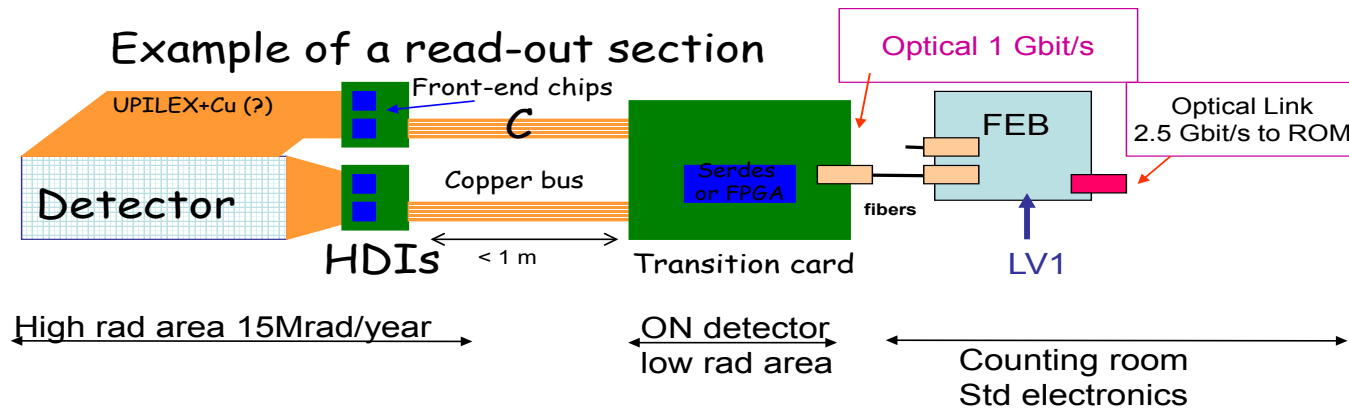 Example of a read-out section
Optical 1 Gbit/s
UPILEX+Cu (?)
Front-end chips
C
FEB
Optical Link
2.5 Gbit/s to ROM
Detector
Copper bus
Serdes
or FPGA
fibers
HDIs
< 1 m
Transition card
LV1
High rad area 15Mrad/year
ON detector
low rad area
Counting room
Std electronics